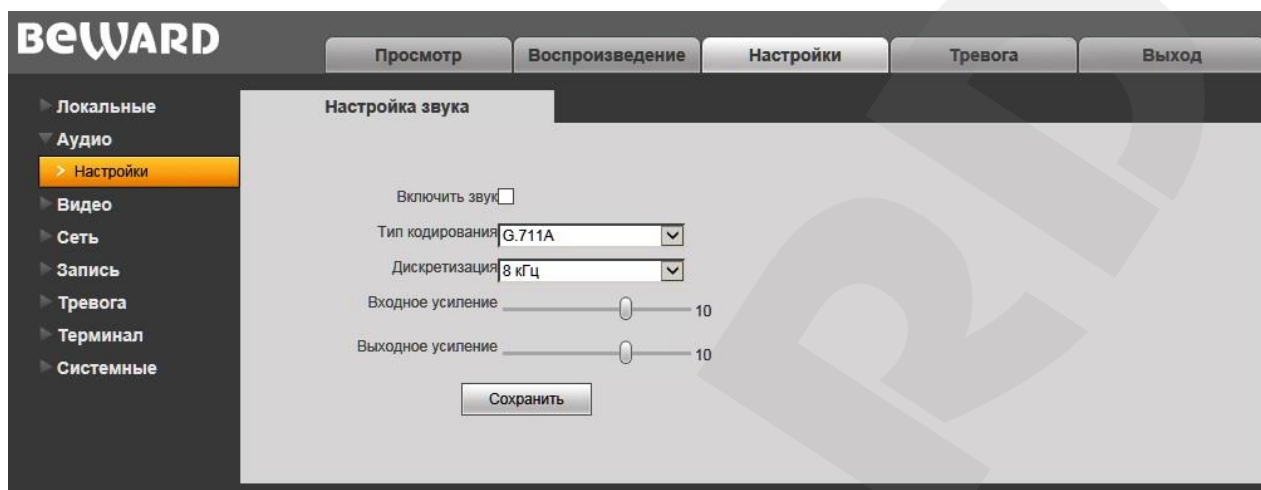 BEWARD
Просмотр
Воспроизведение
Настройки
Тревога
Выход
Локальные
Аудио
> Настройки
Видео
Сеть
Запись
Тревога
Терминал
Системные
Настройка звука
Включить звук
Тип кодирования G.711A
Дискретизация 8 кГц
Входное усиление 10
Выходное усиление 10
Сохранить
RD